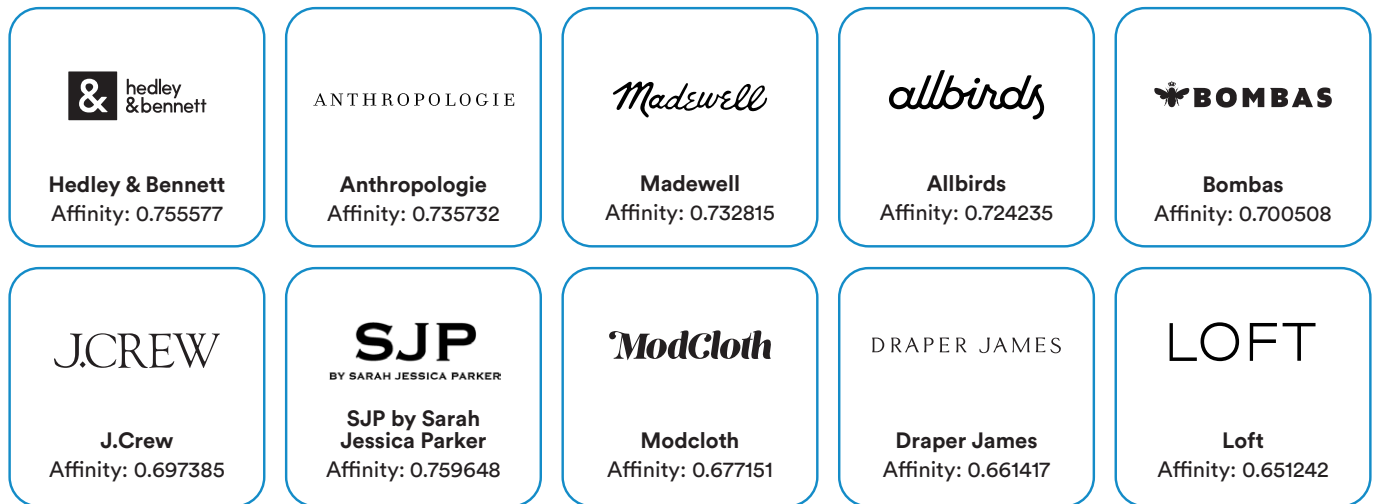 & hedley
&bennett
Hedley & Bennett
Affinity: 0.755577
ANTHROPOLOGIE
Anthropologie
Affinity: 0.735732
Madewell
Madewell
Affinity: 0.732815
allbirds
Allbirds
Affinity: 0.724235
BOMBAS
Bombas
Affinity: 0.700508
J.CREW
J.Crew
Affinity: 0.697385
SJP
BY SARAH JESSICA PARKER
SJP by Sarah
Jessica Parker
Affinity: 0.759648
ModCloth
Modcloth
Affinity: 0.677151
DRAPER JAMES
Draper James
Affinity: 0.661417
LOFT
Loft
Affinity: 0.651242